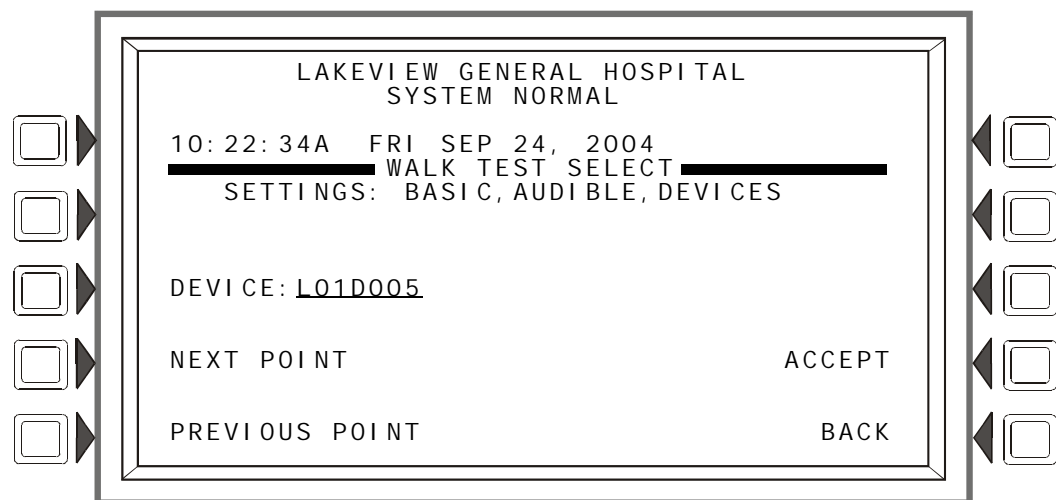 LAKEVIEW GENERAL HOSPITAL
SYSTEM NORMAL
10:22:34A FRI SEP 24, 2004
WALK TEST SELECT
SETTINGS: BASIC,AUDIBLE,DEVICES
DEVICE:L01D005
NEXT POINT ACCEPT
PREVIOUS POINT BACK